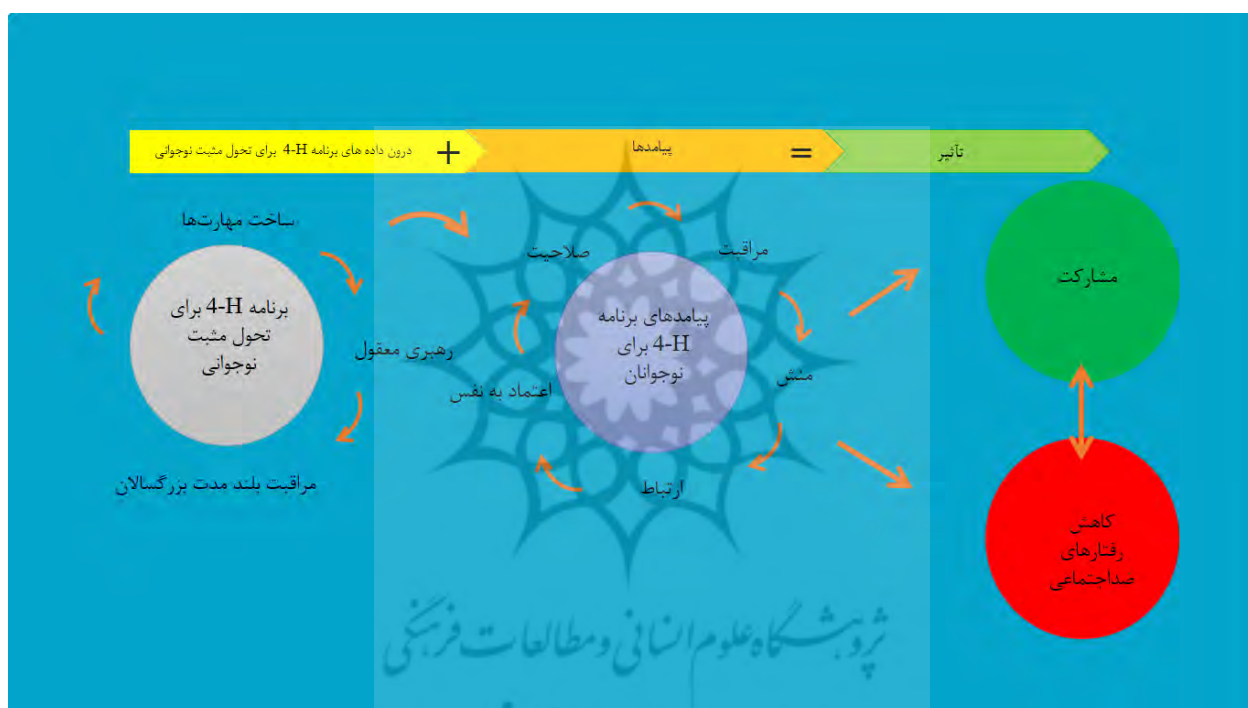 درون داده های برنامه 4-H برای تحول مثبت نوجوانی
+
پیامدها
=
تأثیر
ساخت مهارت‌ها
برنامه 4-H برای
تحول مثبت
نوجوانی
رهبری معقول
مراقبت بلند مدت بزرگسالان
صلاحیت
مراقبت
منش
ارتباط
اعتماد به نفس
پیامدهای برنامه
4-H برای
نوجوانان
مشارکت
کاهش
رفتارهای
ضداجتماعی
پژوهشگاه علوم انسانی و مطالعات فرهنگی